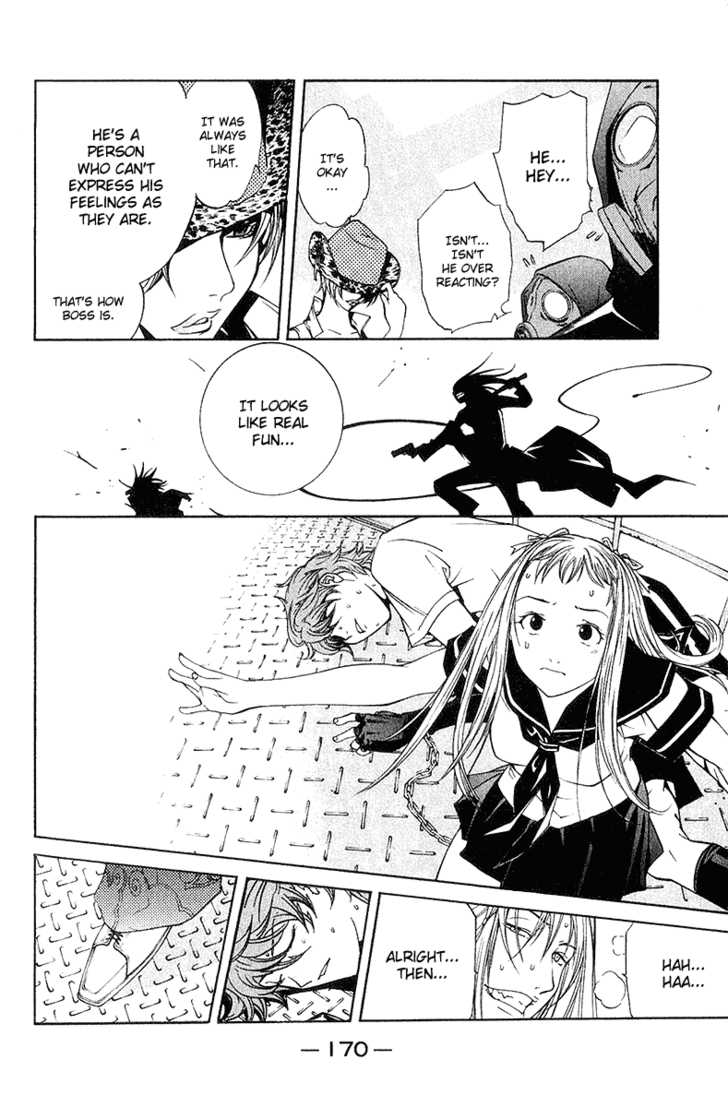 HE...
HEY...
ISN'T...
ISN'T
HE OVER
REACTING?
IT'S
OKAY
...
IT WAS
ALWAYS
LIKE
THAT.
HE'S A
PERSON
WHO CAN'T
EXPRESS HIS
FEELINGS AS
THEY ARE.
THAT'S HOW
BOSS IS.
IT LOOKS
LIKE REAL
FUN...
HAH...
HAA...
ALRIGHT...
THEN...
— 170 —